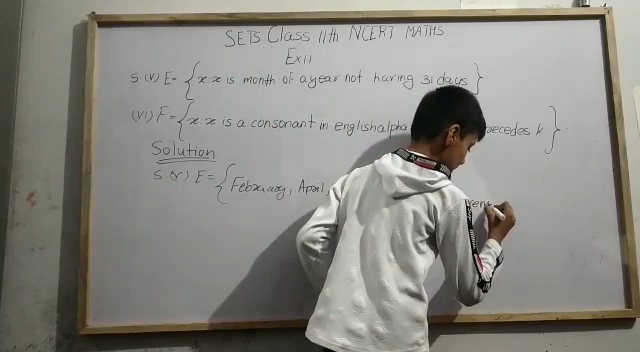 SETS Class 11th NCERT MATHS
Ex 1.1
5 (V) E = { x: x is month of a year not having 31 days }
(VI) F = { x: x is a consonant in english alpha precedes k }
Solution
5. (V) E = { February, April